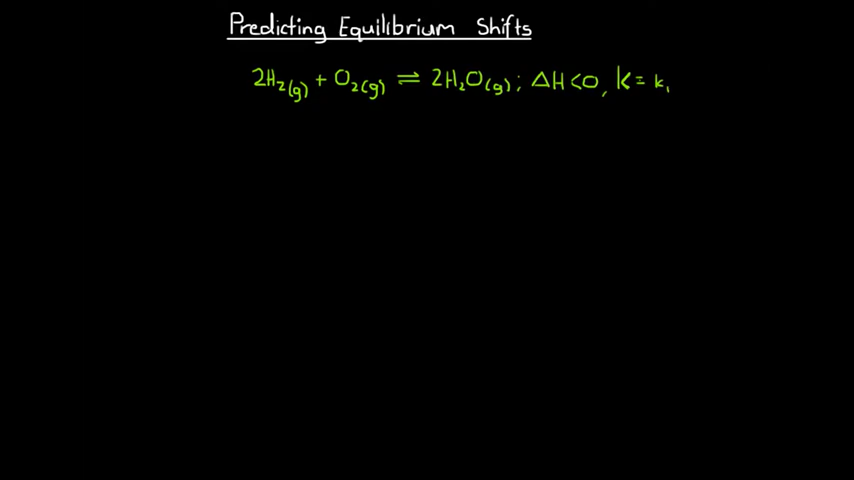 Predicting Equilibrium Shifts
2H₂(g) + O₂(g) ⇌ 2H₂O(g); ΔH<0, K = k₁